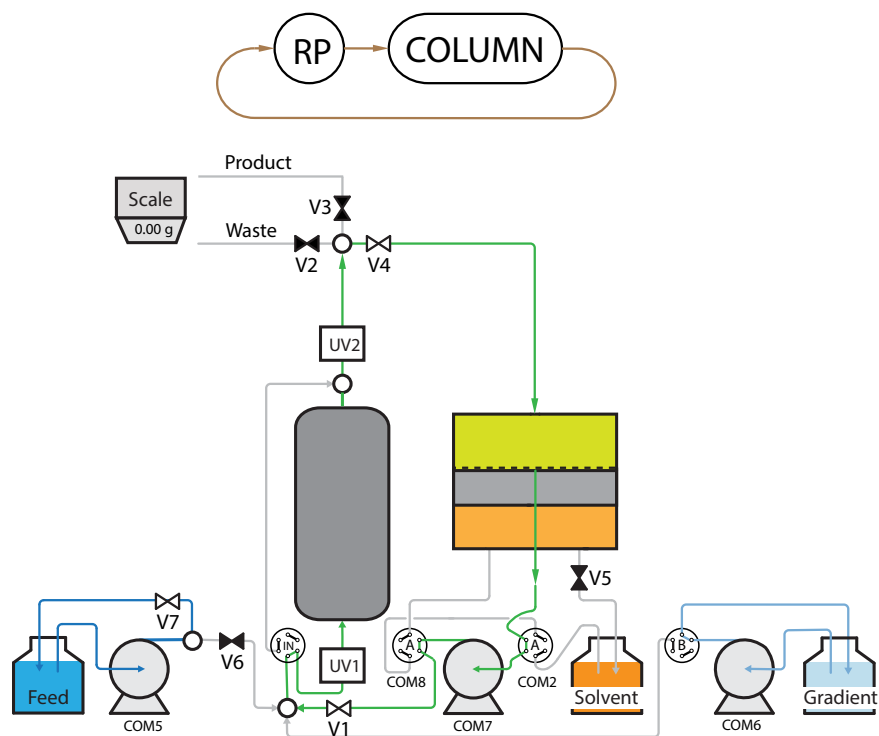 RP
COLUMN
Product
Scale
0.00 g
V3
Waste
V2
V4
UV2
V5
V7
V6
IN
UV1
A
A
B
COM8
COM2
Feed
Solvent
Gradient
V1
COM5
COM7
COM6